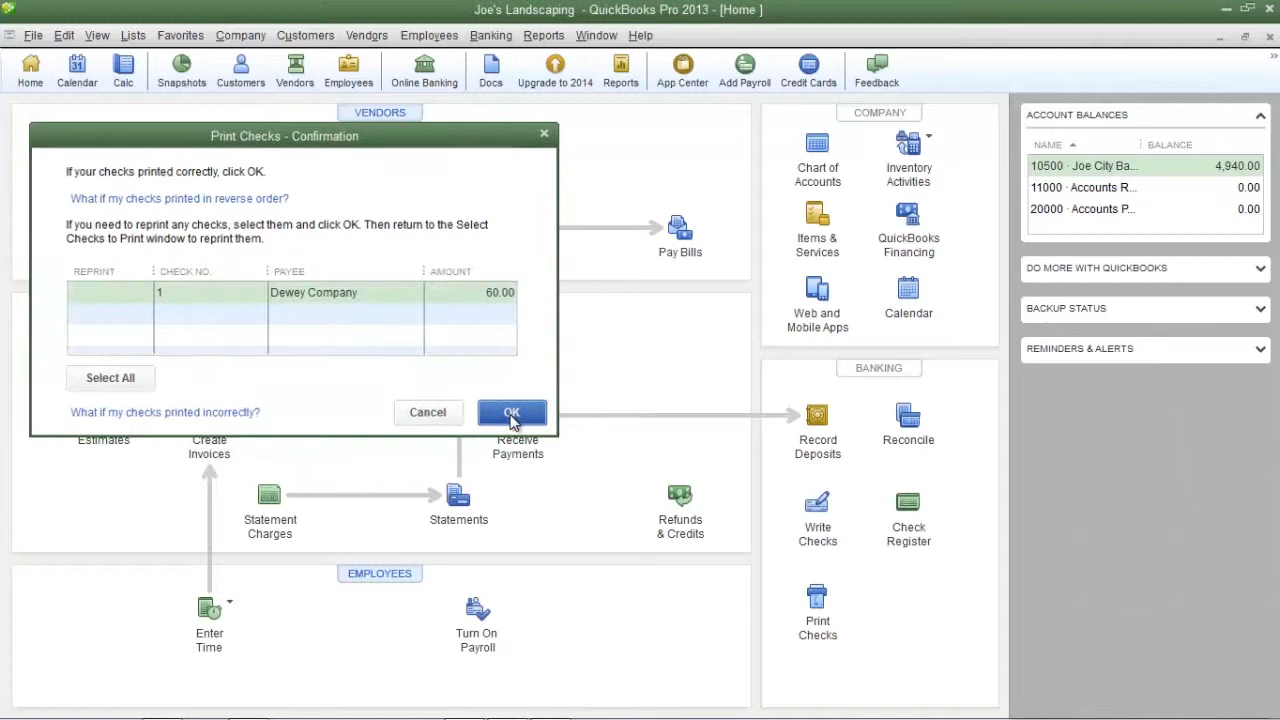 Joe's Landscaping - QuickBooks Pro 2013 - [Home ]
File Edit View Lists Favorites Company Customers Vendors Employees Banking Reports Window Help
31
Home Calendar Calc Snapshots Customers Vendors Employees Online Banking Docs Upgrade to 2014 Reports App Center Add Payroll Credit Cards Feedback
VENDORS
Print Checks - Confirmation
If your checks printed correctly, click OK.
What if my checks printed in reverse order?
If you need to reprint any checks, select them and click OK. Then return to the Select
Checks to Print window to reprint them.
REPRINT CHECK NO. PAYEE AMOUNT
1 Dewey Company 60.00
Select All
What if my checks printed incorrectly?
Cancel
OK
Pay Bills
Estimates
Create
Invoices
Receive
Payments
Statement
Charges
Statements
Refunds
& Credits
EMPLOYEES
Enter
Time
Turn On
Payroll
COMPANY
Chart of
Accounts
Inventory
Activities
Items &
Services
QuickBooks
Financing
Web and
Mobile Apps
Calendar
BANKING
Record
Deposits
Reconcile
Write
Checks
Check
Register
Print
Checks
ACCOUNT BALANCES
NAME BALANCE
10500 · Joe City Ba... 4,940.00
11000 · Accounts R... 0.00
20000 · Accounts P... 0.00
DO MORE WITH QUICKBOOKS
BACKUP STATUS
REMINDERS & ALERTS